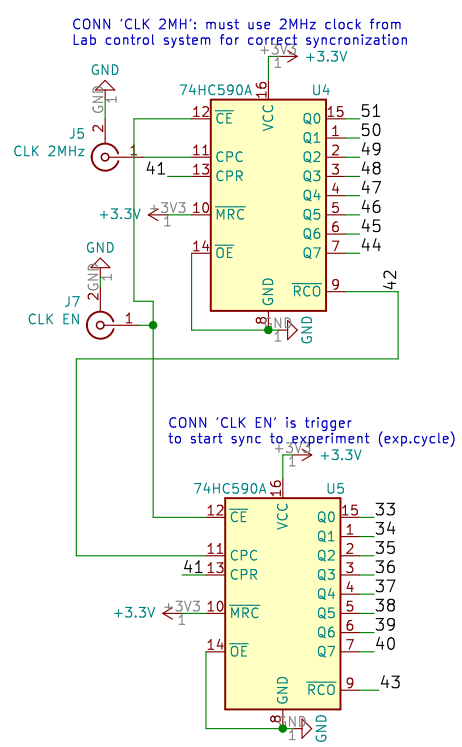 CONN 'CLK 2MH': must use 2MHz clock from
Lab control system for correct syncronization
+3V3
1
+3.3V
GND
GND
1
2
J5
CLK 2MHz
1
74HC590A
U4
16
VCC
12
CE
11
CPC
41
13
CPR
+3.3V
+3V3
1
10
MRC
14
OE
Q0
15
51
Q1
1
50
Q2
2
49
Q3
3
48
Q4
4
47
Q5
5
46
Q6
6
45
Q7
7
44
RCO
9
42
GND
8
GND
1
GND
GND
GND
1
2
J7
CLK EN
1
CONN 'CLK EN' is trigger
to start sync to experiment (exp.cycle)
+3V3
1
+3.3V
74HC590A
U5
16
VCC
12
CE
11
CPC
41
13
CPR
+3.3V
+3V3
1
10
MRC
14
OE
Q0
15
33
Q1
1
34
Q2
2
35
Q3
3
36
Q4
4
37
Q5
5
38
Q6
6
39
Q7
7
40
RCO
9
43
GND
8
GND
1
GND